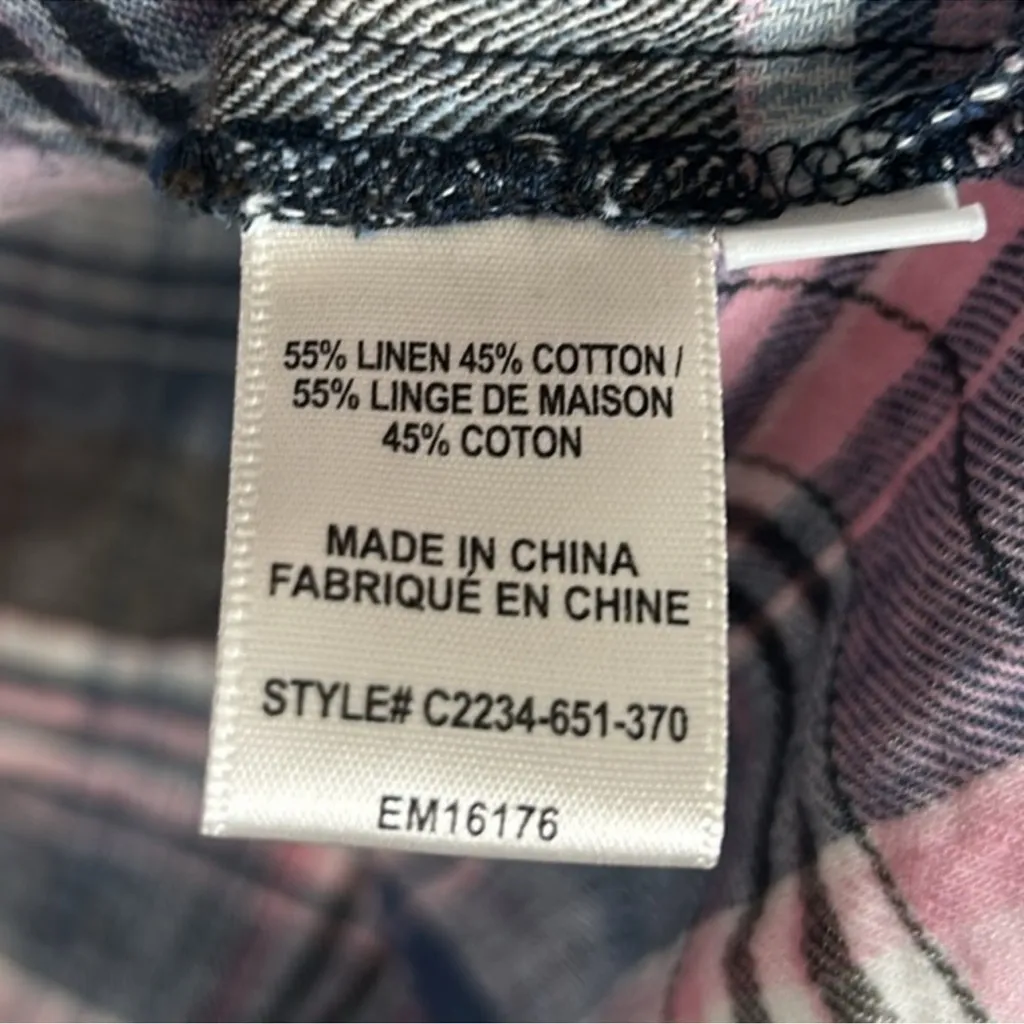 55% LINEN 45% COTTON /
55% LINGE DE MAISON
45% COTON
MADE IN CHINA
FABRIQUÉ EN CHINE
STYLE# C2234-651-370
EM16176